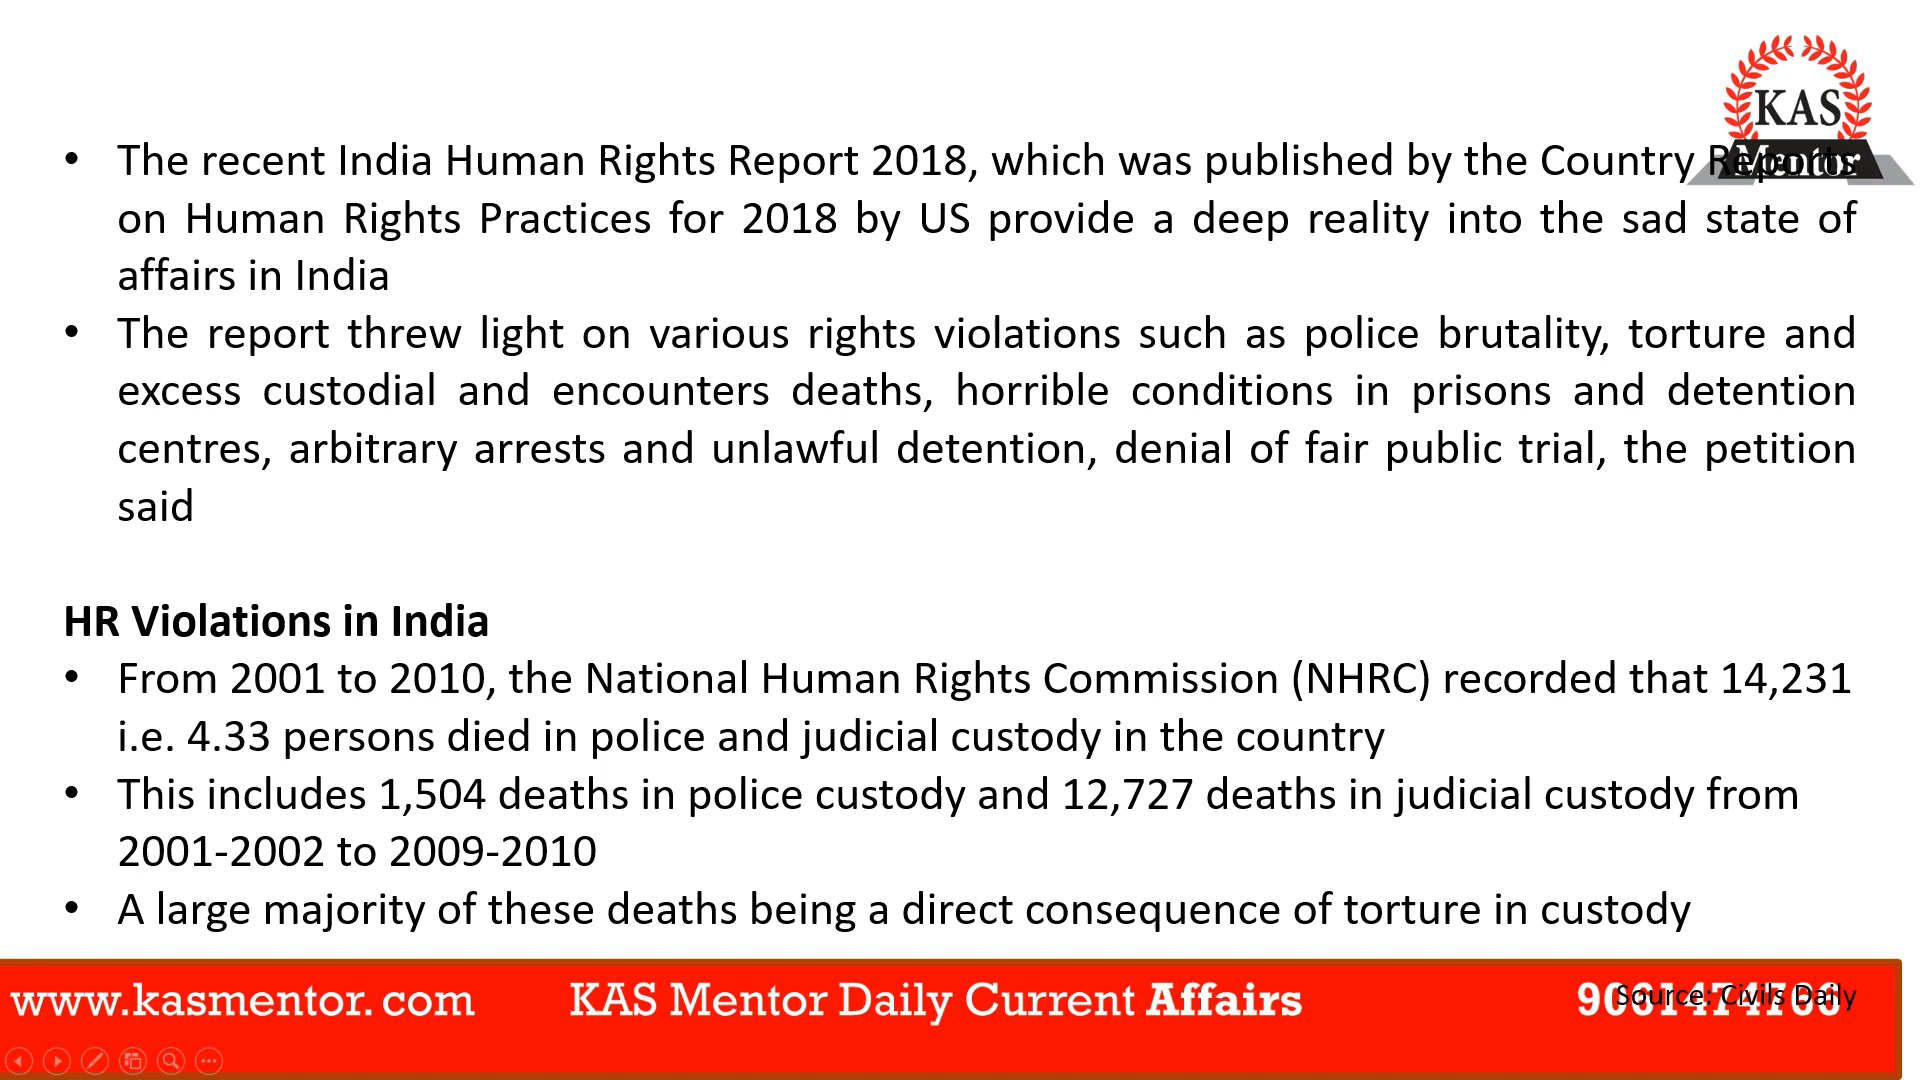 KAS
Mentor
• The recent India Human Rights Report 2018, which was published by the Country Reports
on Human Rights Practices for 2018 by US provide a deep reality into the sad state of
affairs in India
• The report threw light on various rights violations such as police brutality, torture and
excess custodial and encounters deaths, horrible conditions in prisons and detention
centres, arbitrary arrests and unlawful detention, denial of fair public trial, the petition
said
HR Violations in India
• From 2001 to 2010, the National Human Rights Commission (NHRC) recorded that 14,231
i.e. 4.33 persons died in police and judicial custody in the country
• This includes 1,504 deaths in police custody and 12,727 deaths in judicial custody from
2001-2002 to 2009-2010
• A large majority of these deaths being a direct consequence of torture in custody
www.kasmentor. com KAS Mentor Daily Current Affairs
Source: Civils Daily